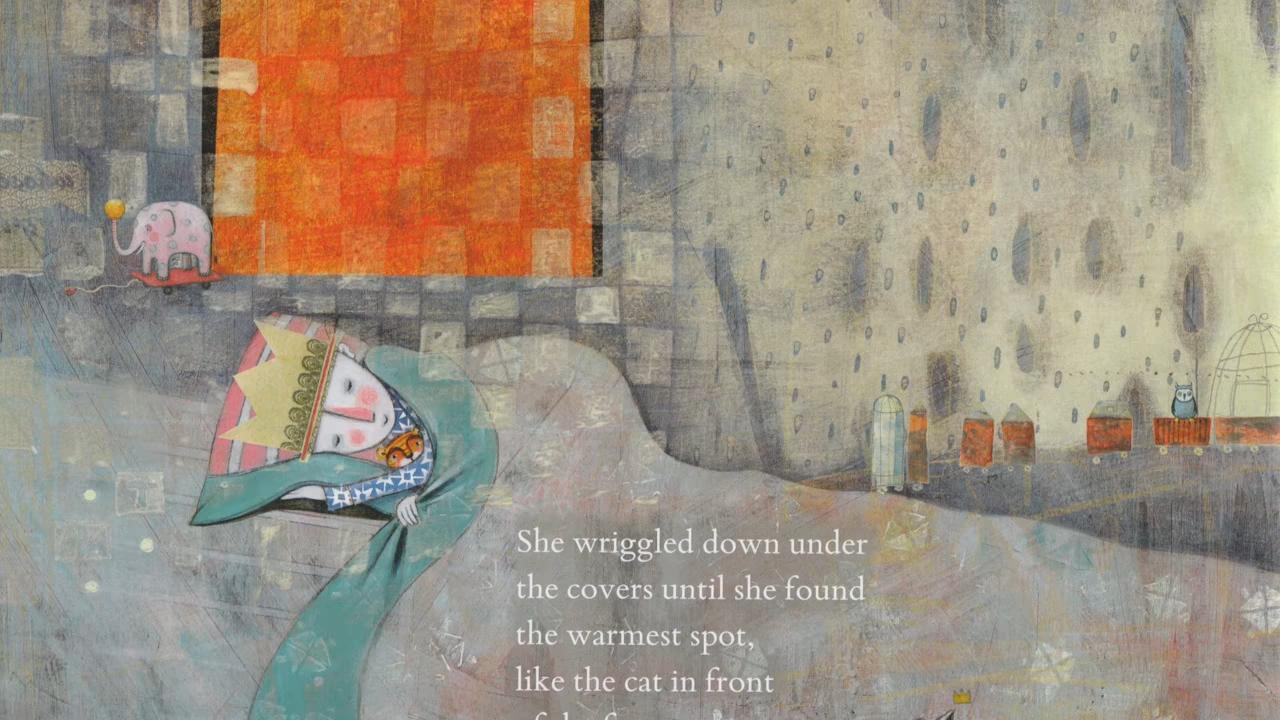 She wriggled down under
the covers until she found
the warmest spot,
like the cat in front